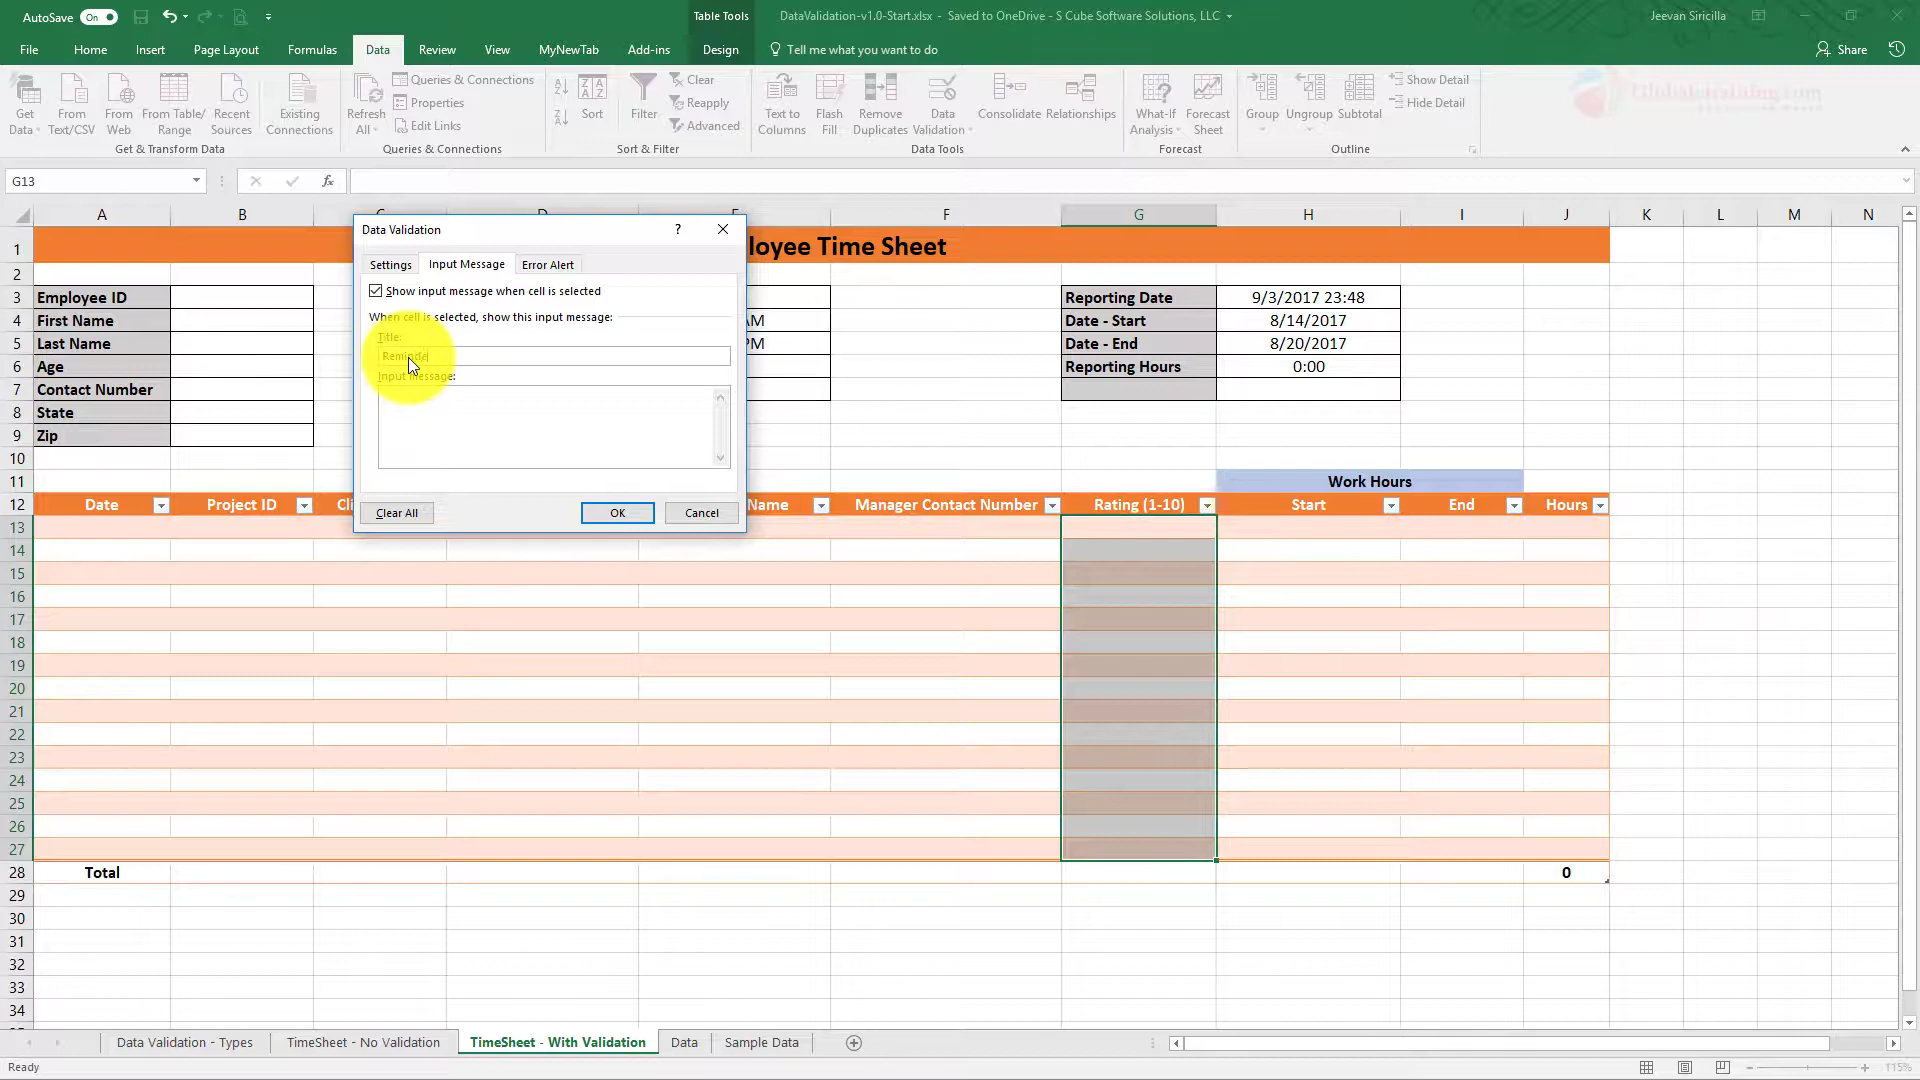 AutoSave On
Table Tools
DataValidation-v1.0-Start.xlsx - Saved to OneDrive - S Cube Software Solutions, LLC
Jeevan Siricilla
File Home Insert Page Layout Formulas Data Review View MyNewTab Add-ins Design Tell me what you want to do Share
Get Data
From Text/CSV
From Web
From Table/ Range
Recent Sources
Existing Connections
Get & Transform Data
Refresh All
Queries & Connections
Properties
Edit Links
Queries & Connections
Sort
Filter
Clear
Reapply
Advanced
Sort & Filter
Text to Columns
Flash Fill
Remove Duplicates
Data Validation
Consolidate
Relationships
Data Tools
What-If Analysis
Forecast Sheet
Forecast
Group
Ungroup
Subtotal
Show Detail
Hide Detail
Outline
G13
fx
A B C D E F G H I J K L M N
1 loyee Time Sheet
2
3 Employee ID Reporting Date 9/3/2017 23:48
4 First Name AM Date - Start 8/14/2017
5 Last Name PM Date - End 8/20/2017
6 Age Reporting Hours 0:00
7 Contact Number
8 State
9 Zip
10
11 Work Hours
12 Date Project ID Cli Name Manager Contact Number Rating (1-10) Start End Hours
13
14
15
16
17
18
19
20
21
22
23
24
25
26
27
28 Total 0
29
30
31
32
33
34
Data Validation ?
Settings Input Message Error Alert
Show input message when cell is selected
When cell is selected, show this input message:
Title:
Reminde
Input message:
Clear All OK Cancel
Data Validation - Types TimeSheet - No Validation TimeSheet - With Validation Data Sample Data
Ready 115%